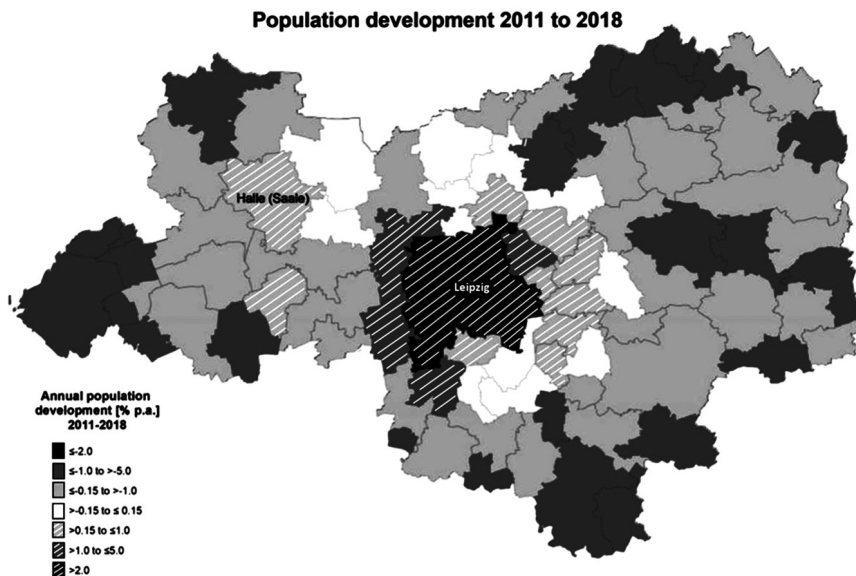 Population development 2011 to 2018
Halle (Saale)
Leipzig
Annual population
development [% p.a.]
2011-2018
≤-2.0
≤-1.0 to >-5.0
≤-0.15 to >-1.0
>-0.15 to ≤ 0.15
>0.15 to ≤1.0
>1.0 to ≤5.0
>2.0